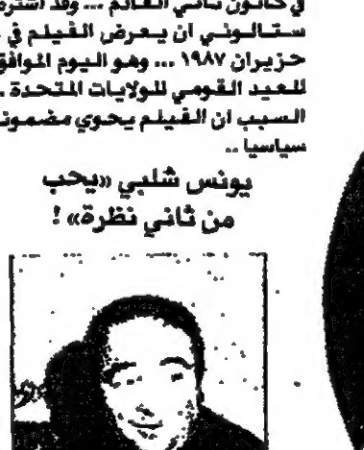 في كانون ثاني القادم ... وقد اشترط
ستالوني ان يعرض الفيلم في
حزيران ١٩٨٧ ... وهو اليوم الموافق
للعيد القومي للولايات المتحدة .
السبب ان الفيلم يحوي مضمونا
سياسيا ..
يونس شلبي «يحب
من ثاني نظرة» !